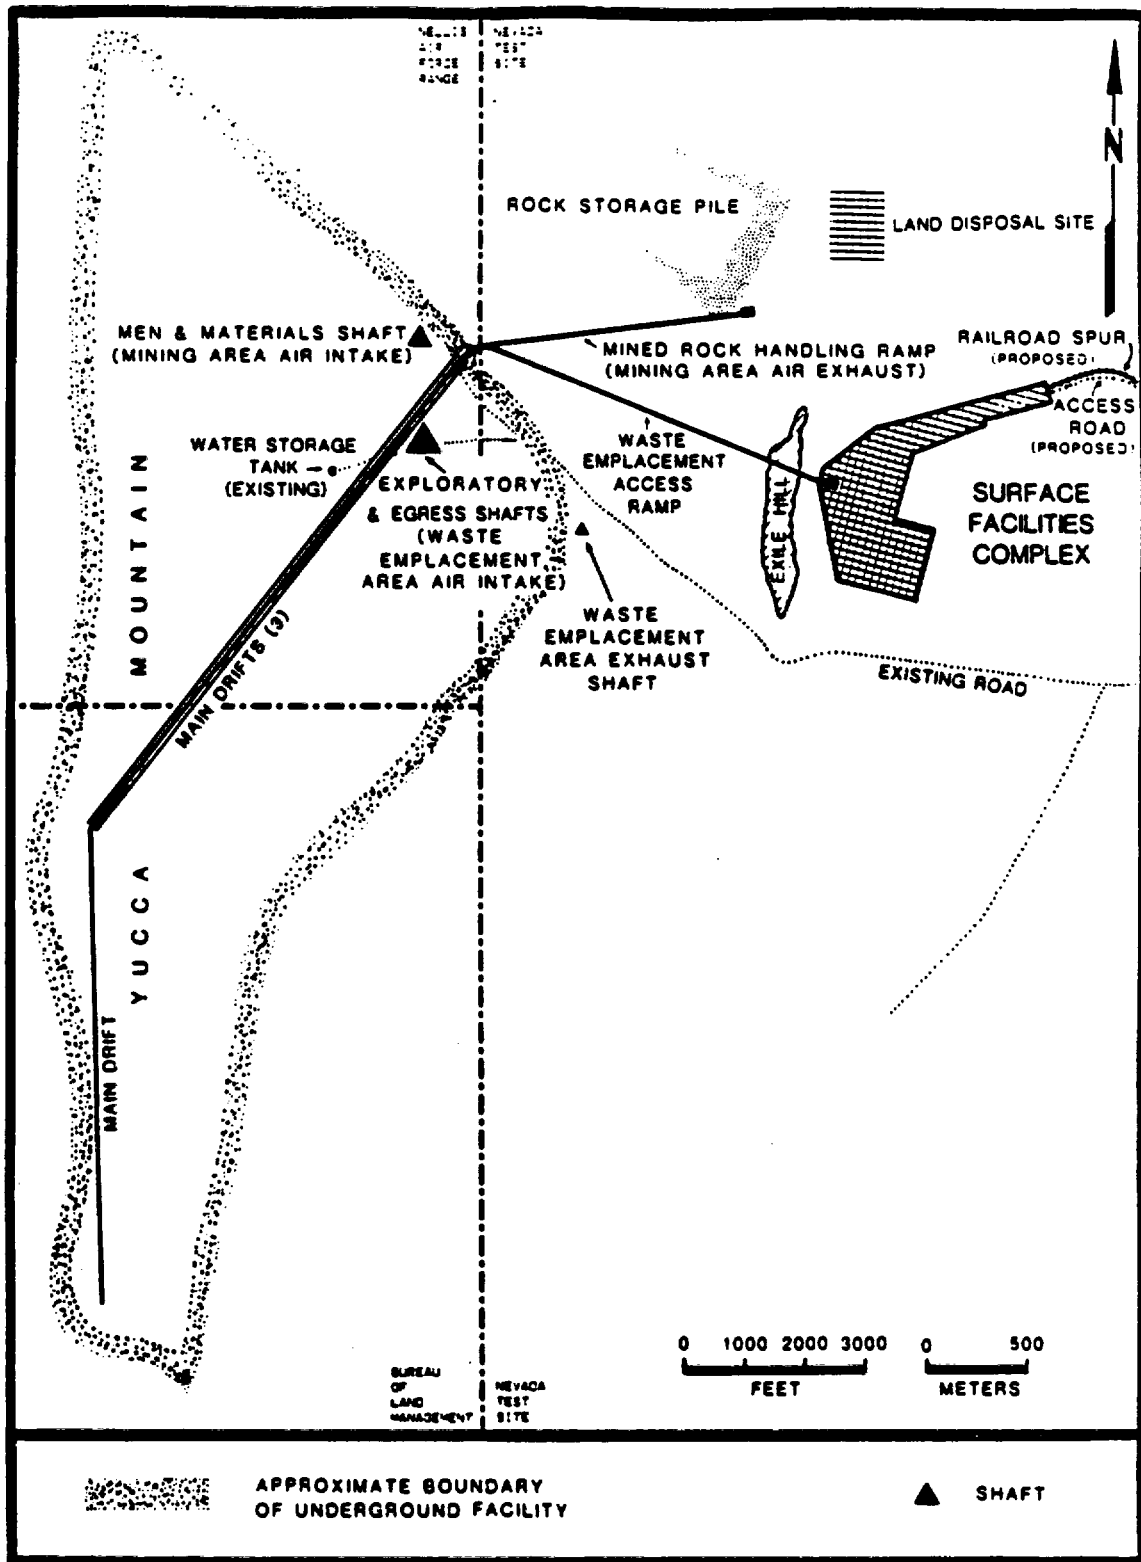 NELLIS
AIR
FORCE
RANGE
NEVADA
TEST
SITE
N
ROCK STORAGE PILE
LAND DISPOSAL SITE
MEN & MATERIALS SHAFT
(MINING AREA AIR INTAKE)
MINED ROCK HANDLING RAMP
(MINING AREA AIR EXHAUST)
RAILROAD SPUR
(PROPOSED)
ACCESS
ROAD
(PROPOSED)
WATER STORAGE
TANK
(EXISTING)
EXPLORATORY
& EGRESS SHAFTS
(WASTE
EMPLACEMENT
AREA AIR INTAKE)
WASTE
EMPLACEMENT
ACCESS
RAMP
EXILE HILL
SURFACE
FACILITIES
COMPLEX
WASTE
EMPLACEMENT
AREA EXHAUST
SHAFT
EXISTING ROAD
MAIN DRIFTS (3)
YUCCA MOUNTAIN
MAIN DRIFT
0 1000 2000 3000
FEET
0 500
METERS
BUREAU
OF
LAND
MANAGEMENT
NEVADA
TEST
SITE
APPROXIMATE BOUNDARY
OF UNDERGROUND FACILITY
SHAFT